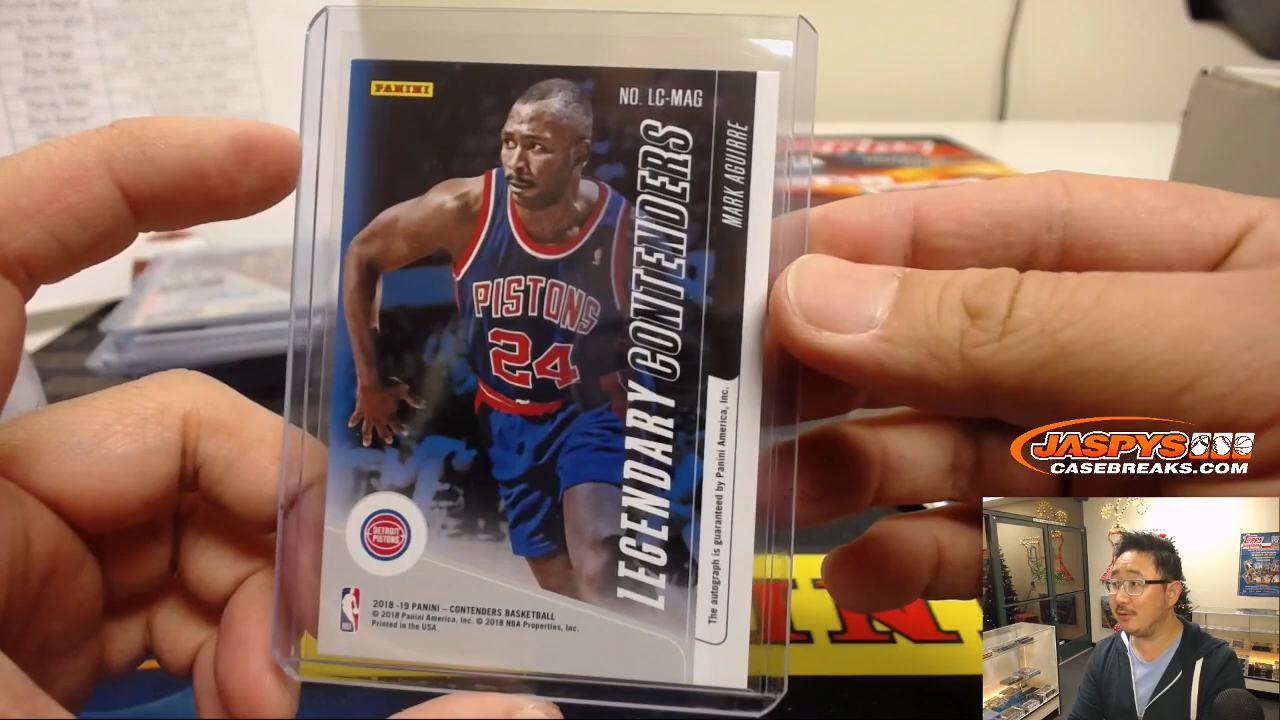 PANINI
NO. LC-MAG
MARK AGUIRRE
LEGENDARY CONTENDERS
PISTONS
24
DETROIT
PISTONS
The autograph is guaranteed by Panini America, Inc.
2018 -19 PANINI – CONTENDERS BASKETBALL
© 2018 Panini America, Inc. © 2018 NBA Properties, Inc.
Printed in the USA.
JASPYS
CASEBREAKS.COM
TOPPS